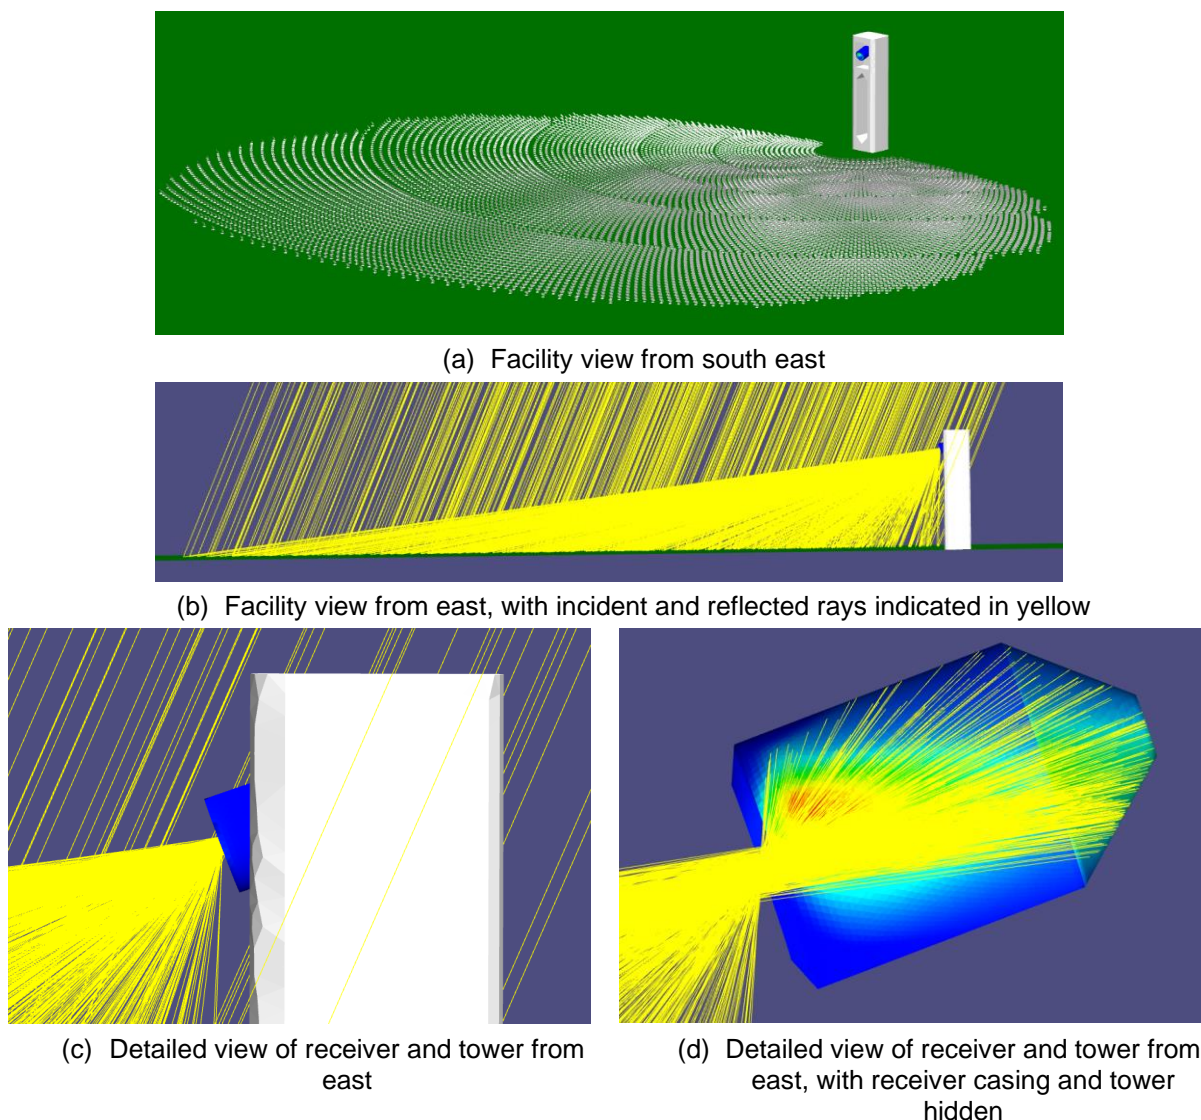 (a) Facility view from south east
(b) Facility view from east, with incident and reflected rays indicated in yellow
(c) Detailed view of receiver and tower from
east
(d) Detailed view of receiver and tower from
east, with receiver casing and tower
hidden